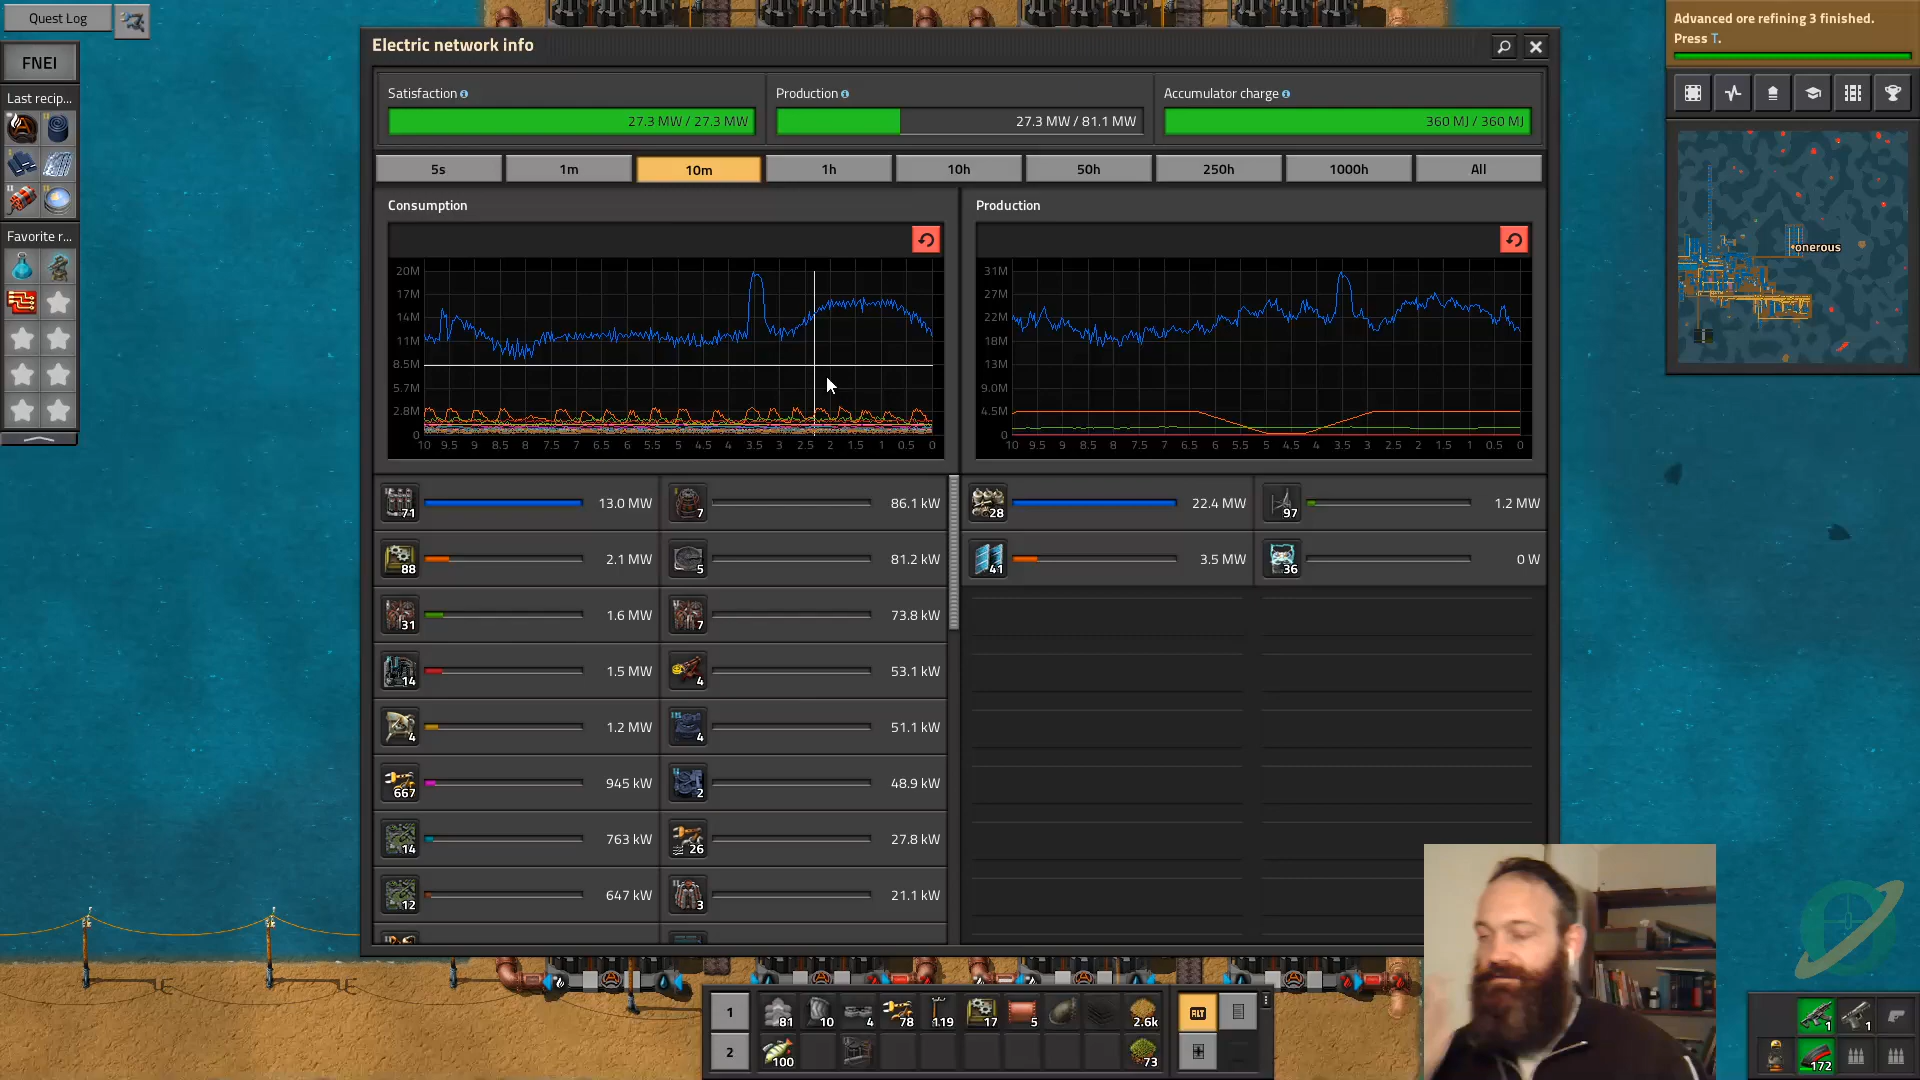 Quest Log
FNEI
Last recip...
Favorite r...
Electric network info
Satisfaction
27.3 MW / 27.3 MW
Production
27.3 MW / 81.1 MW
Accumulator charge
360 MJ / 360 MJ
5s 1m 10m 1h 10h 50h 250h 1000h All
Consumption
20M
17M
14M
11M
8.5M
5.7M
2.8M
0
10 9.5 9 8.5 8 7.5 7 6.5 6 5.5 5 4.5 4 3.5 3 2.5 2 1.5 1 0.5 0
Production
31M
27M
22M
18M
13M
9.0M
4.5M
0
10 9.5 9 8.5 8 7.5 7 6.5 6 5.5 5 4.5 4 3.5 3 2.5 2 1.5 1 0.5 0
71 13.0 MW
7 86.1 kW
88 2.1 MW
5 81.2 kW
31 1.6 MW
7 73.8 kW
14 1.5 MW
4 53.1 kW
4 1.2 MW
4 51.1 kW
667 945 kW
2 48.9 kW
14 763 kW
26 27.8 kW
12 647 kW
3 21.1 kW
28 22.4 MW
97 1.2 MW
41 3.5 MW
36 0 W
Advanced ore refining 3 finished.
Press T.
onerous
1 81 10 4 78 119 17 5 2.6k
ALT
2 100 73
1 1
172